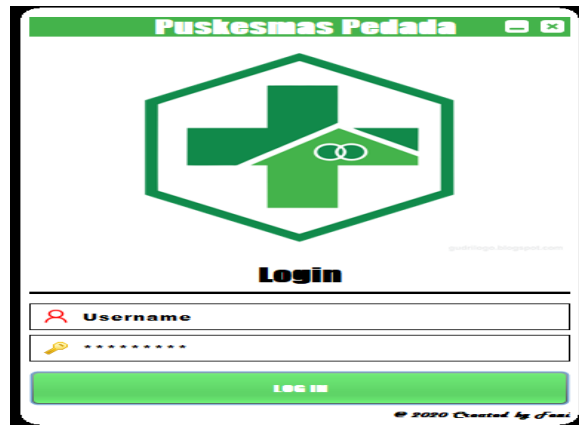 Puskesmas Pedada
Login
Username
*********
LOG IN
© 2020 Created by Feni